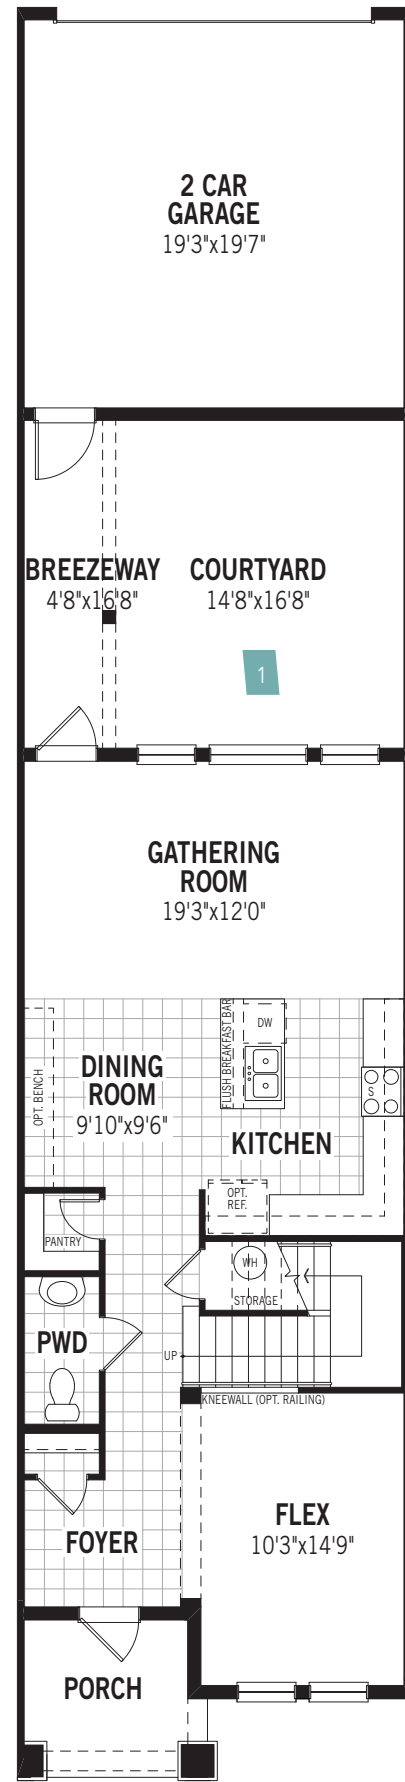 2 CAR
GARAGE
19'3"x19'7"
BREEZEWAY
4'8"x16'8"
COURTYARD
14'8"x16'8"
1
GATHERING
ROOM
19'3"x12'0"
FLUSH BREAKFAST BAR
DW
OPT. BENCH
DINING
ROOM
9'10"x9'6"
S
KITCHEN
OPT.
REF.
PANTRY
WH
STORAGE
PWD
UP
KNEEWALL (OPT. RAILING)
FLEX
10'3"x14'9"
FOYER
PORCH